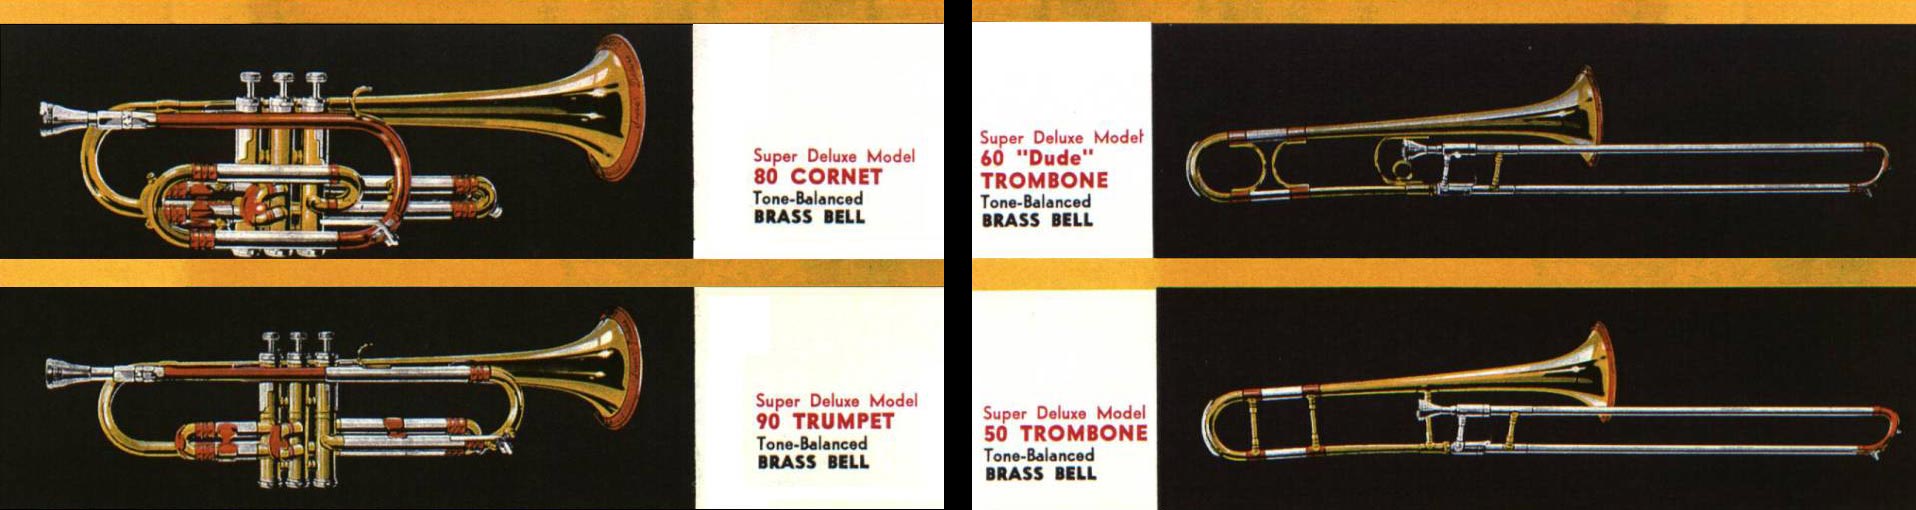 Super Deluxe Model
80 CORNET
Tone-Balanced
BRASS BELL
Super Deluxe Model
90 TRUMPET
Tone-Balanced
BRASS BELL
Super Deluxe Model
60 "Dude"
TROMBONE
Tone-Balanced
BRASS BELL
Super Deluxe Model
50 TROMBONE
Tone-Balanced
BRASS BELL